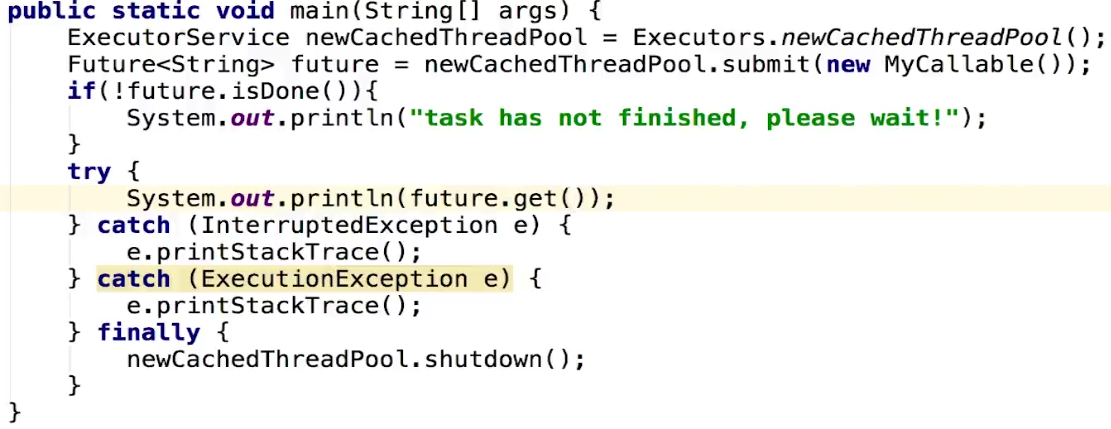 public static void main(String[] args) {
    ExecutorService newCachedThreadPool = Executors.newCachedThreadPool();
    Future<String> future = newCachedThreadPool.submit(new MyCallable());
    if(!future.isDone()){
        System.out.println("task has not finished, please wait!");
    }
    try {
        System.out.println(future.get());
    } catch (InterruptedException e) {
        e.printStackTrace();
    } catch (ExecutionException e) {
        e.printStackTrace();
    } finally {
        newCachedThreadPool.shutdown();
    }
}